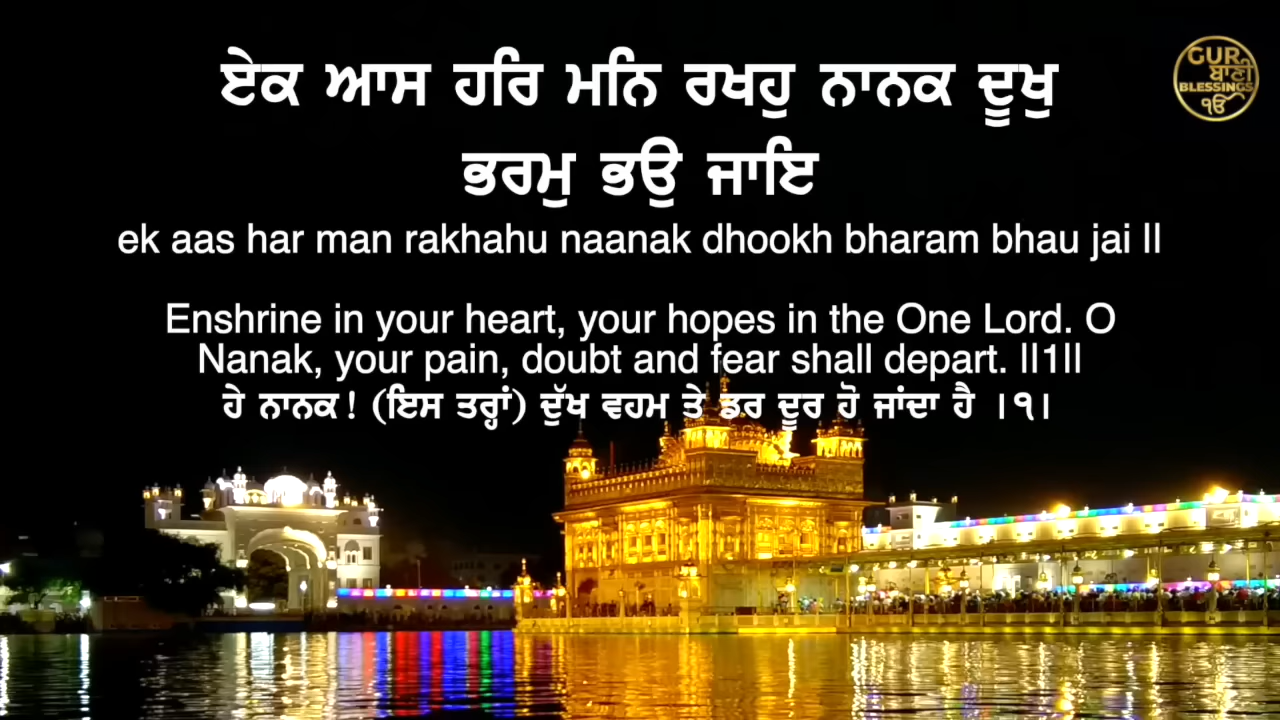 ਏਕ ਆਸ ਹਰਿ ਮਨਿ ਰਖਹੁ ਨਾਨਕ ਦੂਖੁ
ਭਰਮੁ ਭਉ ਜਾਇ
ek aas har man rakhahu naanak dhookh bharam bhau jai ll
Enshrine in your heart, your hopes in the One Lord. O
Nanak, your pain, doubt and fear shall depart. ll1ll
ਹੇ ਨਾਨਕ! (ਇਸ ਤਰ੍ਹਾਂ) ਦੁੱਖ ਵਹਮ ਤੇ ਡਰ ਦੂਰ ਹੋ ਜਾਂਦਾ ਹੈ ।੧।
GUR
ਬਾਣੀ
BLESSINGS
ੴ